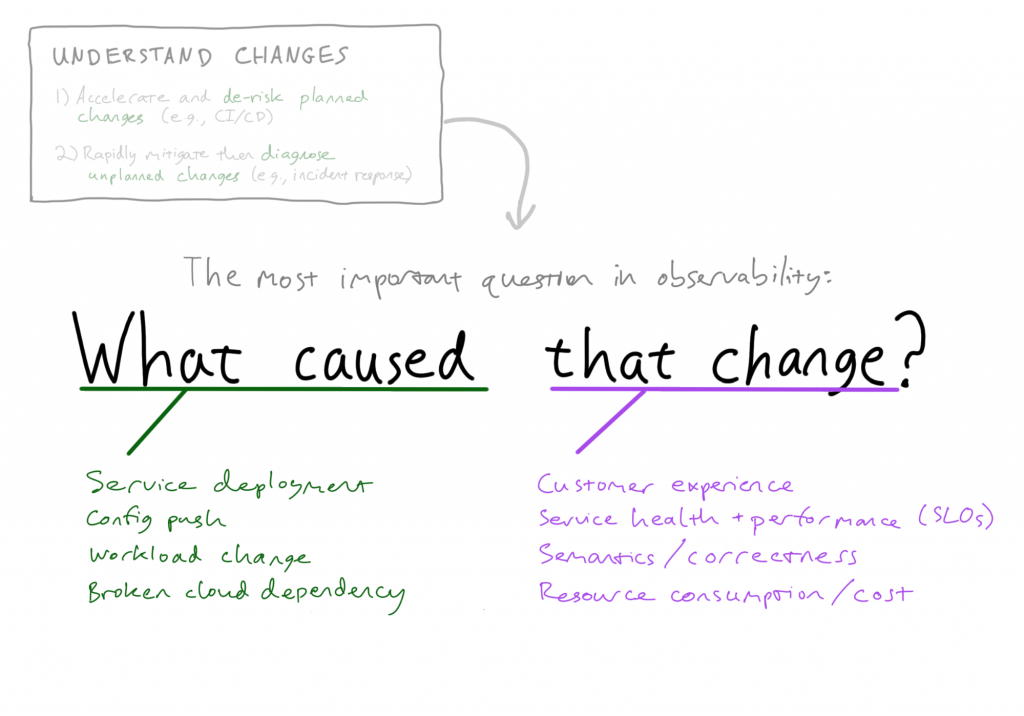 UNDERSTAND CHANGES
1) Accelerate and de-risk planned
changes (e.g., CI/CD)
2) Rapidly mitigate then diagnose
unplanned changes (e.g., incident response)
The most important question in observability:
What caused that change?
Service deployment
Config push
Workload change
Broken cloud dependency
Customer experience
Service health + performance (SLOs)
Semantics/correctness
Resource consumption/cost